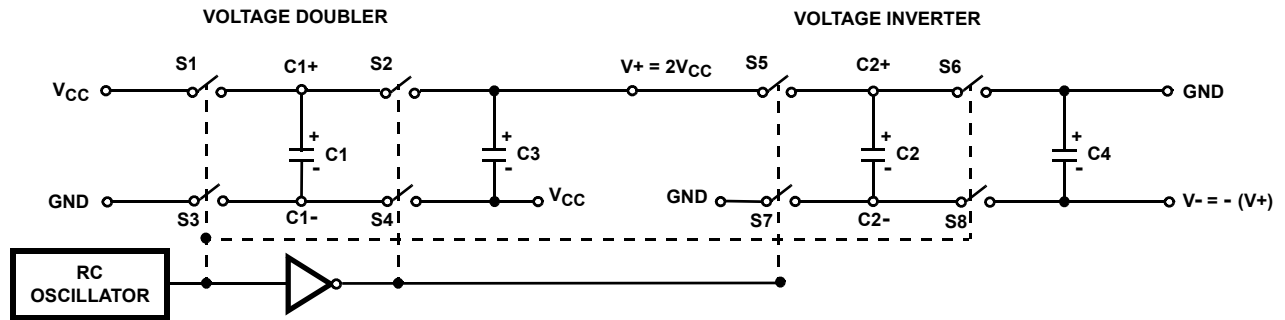 VOLTAGE DOUBLER
VOLTAGE INVERTER
S1
C1+
S2
V+ = 2VCC
S5
C2+
S6
VCC
GND
+
C1
-
+
C3
-
+
C2
-
+
C4
-
GND
S3
C1-
S4
VCC
GND
S7
C2-
S8
V- = - (V+)
RC
OSCILLATOR